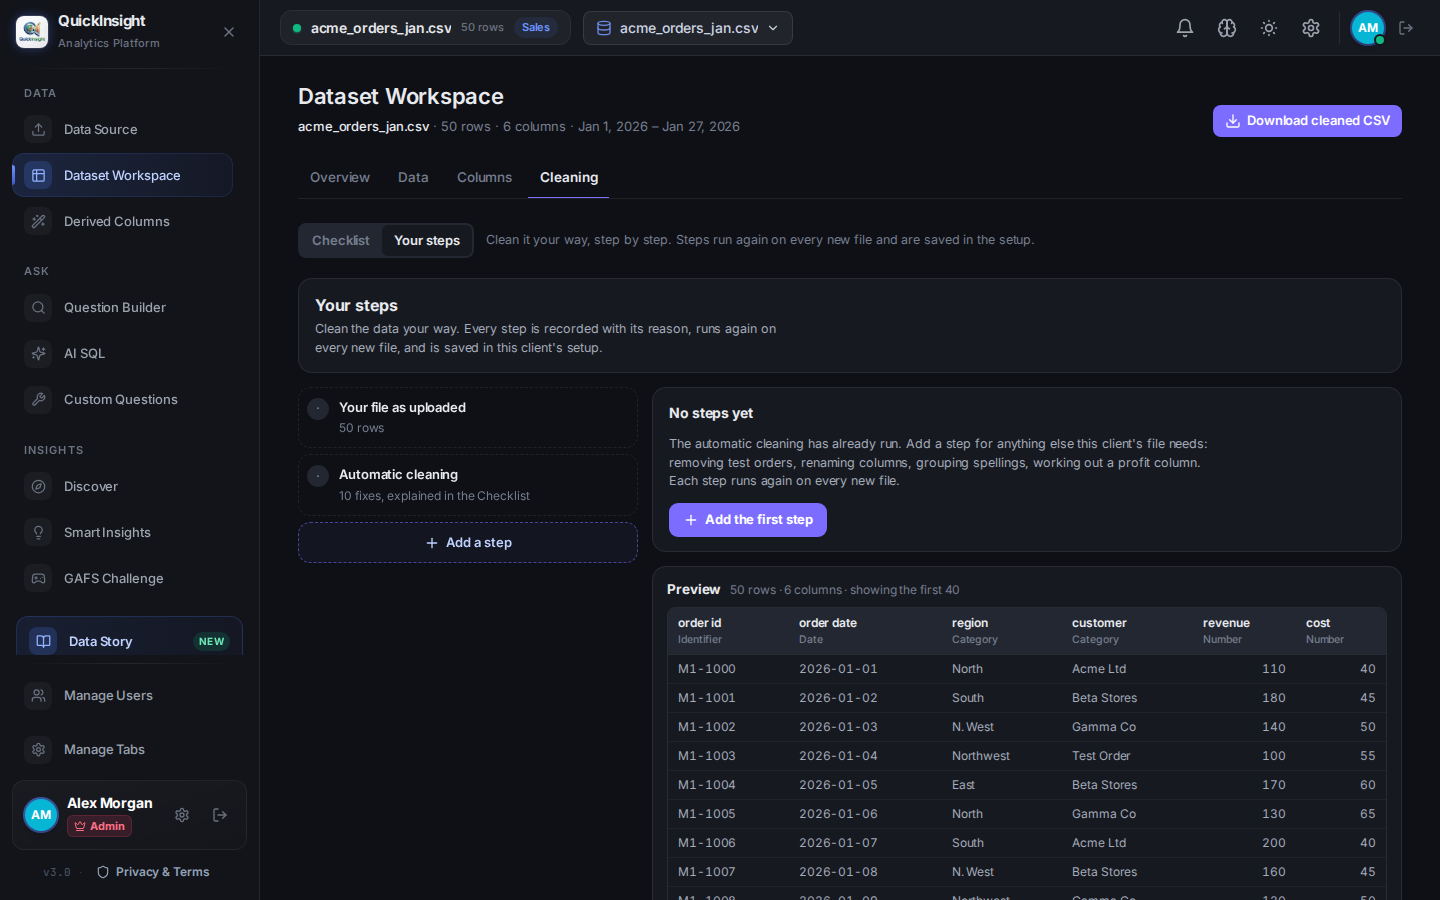 QuickInsight
Analytics Platform
DATA
Data Source
Dataset Workspace
Derived Columns
ASK
Question Builder
AI SQL
Custom Questions
INSIGHTS
Discover
Smart Insights
GAFS Challenge
Data Story NEW
Manage Users
Manage Tabs
AM Alex Morgan
Admin
v3.0 · Privacy & Terms
acme_orders_jan.csv 50 rows Sales acme_orders_jan.csv
AM
Dataset Workspace
acme_orders_jan.csv · 50 rows · 6 columns · Jan 1, 2026 – Jan 27, 2026
Download cleaned CSV
Overview Data Columns Cleaning
Checklist Your steps Clean it your way, step by step. Steps run again on every new file and are saved in the setup.
Your steps
Clean the data your way. Every step is recorded with its reason, runs again on
every new file, and is saved in this client's setup.
· Your file as uploaded
50 rows
· Automatic cleaning
10 fixes, explained in the Checklist
+ Add a step
No steps yet
The automatic cleaning has already run. Add a step for anything else this client's file needs:
removing test orders, renaming columns, grouping spellings, working out a profit column.
Each step runs again on every new file.
+ Add the first step
Preview 50 rows · 6 columns · showing the first 40
order id order date region customer revenue cost
Identifier Date Category Category Number Number
M1-1000 2026-01-01 North Acme Ltd 110 40
M1-1001 2026-01-02 South Beta Stores 180 45
M1-1002 2026-01-03 N. West Gamma Co 140 50
M1-1003 2026-01-04 Northwest Test Order 100 55
M1-1004 2026-01-05 East Beta Stores 170 60
M1-1005 2026-01-06 North Gamma Co 130 65
M1-1006 2026-01-07 South Acme Ltd 200 40
M1-1007 2026-01-08 N. West Beta Stores 160 45
M1-1008 2026-01-09 Northwest Gamma Co 120 50